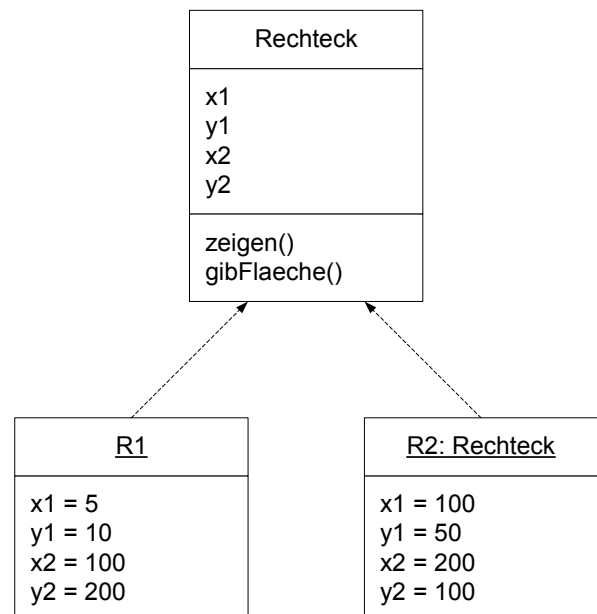 Rechteck
x1
y1
x2
y2
zeigen()
gibFlaeche()
R1
x1 = 5
y1 = 10
x2 = 100
y2 = 200
R2: Rechteck
x1 = 100
y1 = 50
x2 = 200
y2 = 100